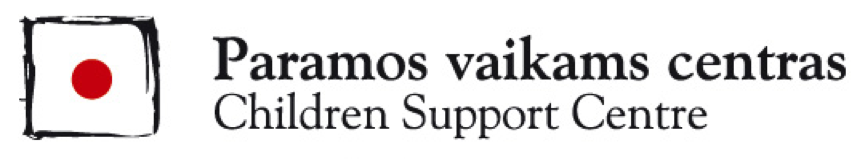 Paramos vaikams centras
Children Support Centre